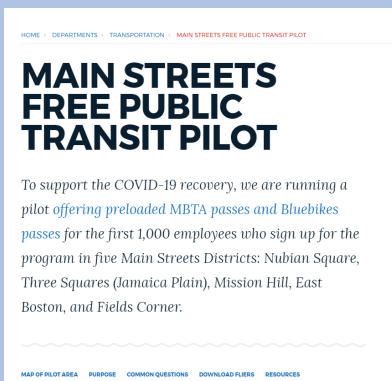 HOME › DEPARTMENTS › TRANSPORTATION › MAIN STREETS FREE PUBLIC TRANSIT PILOT
MAIN STREETS
FREE PUBLIC
TRANSIT PILOT
To support the COVID-19 recovery, we are running a
pilot offering preloaded MBTA passes and Bluebikes
passes for the first 1,000 employees who sign up for the
program in five Main Streets Districts: Nubian Square,
Three Squares (Jamaica Plain), Mission Hill, East
Boston, and Fields Corner.
MAP OF PILOT AREA PURPOSE COMMON QUESTIONS DOWNLOAD FLIERS RESOURCES